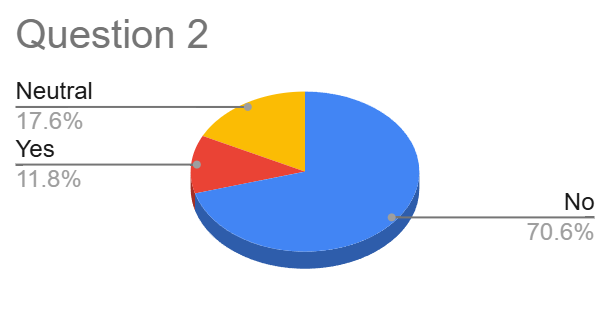 Question 2
Neutral
17.6%
Yes
11.8%
No
70.6%